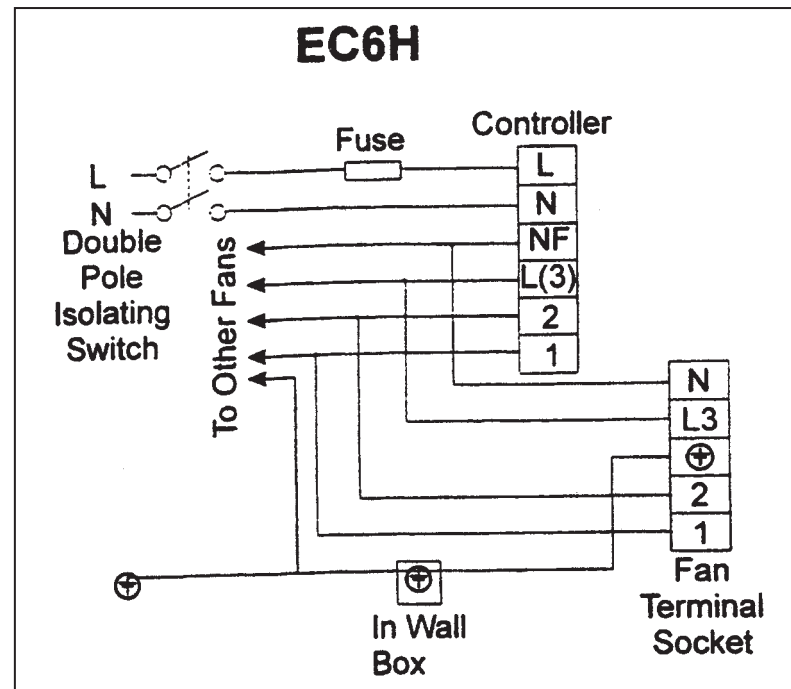 EC6H
Controller
Fuse
L
N
Double
Pole
Isolating
Switch
To Other Fans
L
N
NF
L(3)
2
1
N
L3
2
1
Fan
Terminal
Socket
In Wall
Box